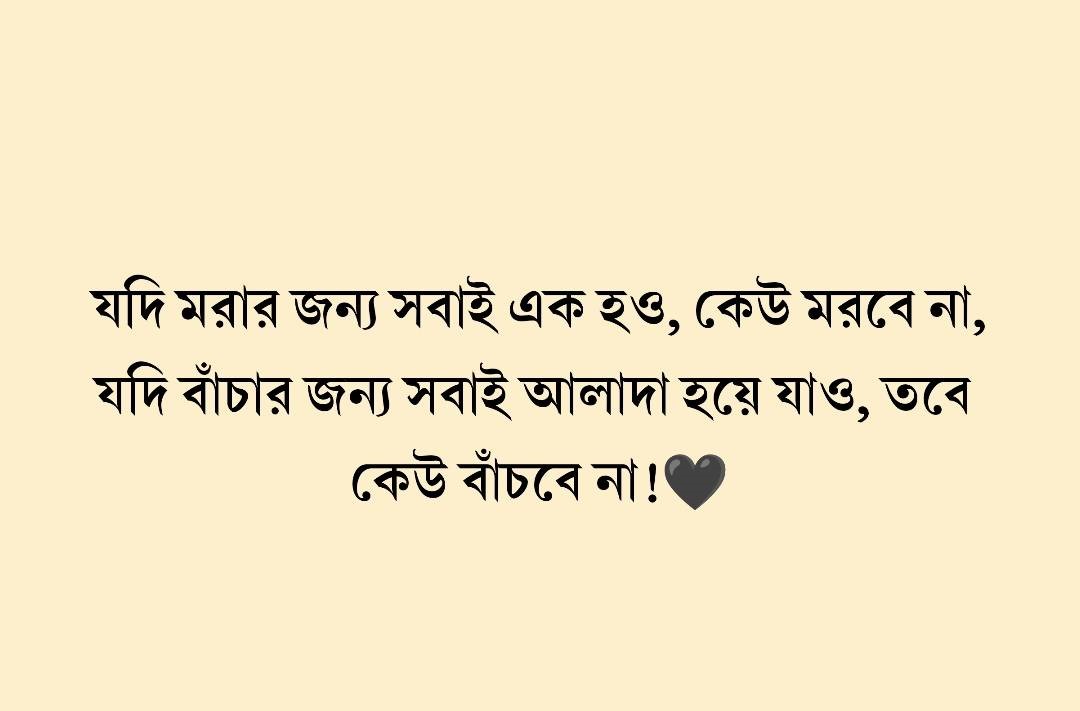 যদি মরার জন্য সবাই এক হও, কেউ মরবে না,
যদি বাঁচার জন্য সবাই আলাদা হয়ে যাও, তবে
কেউ বাঁচবে না!🖤